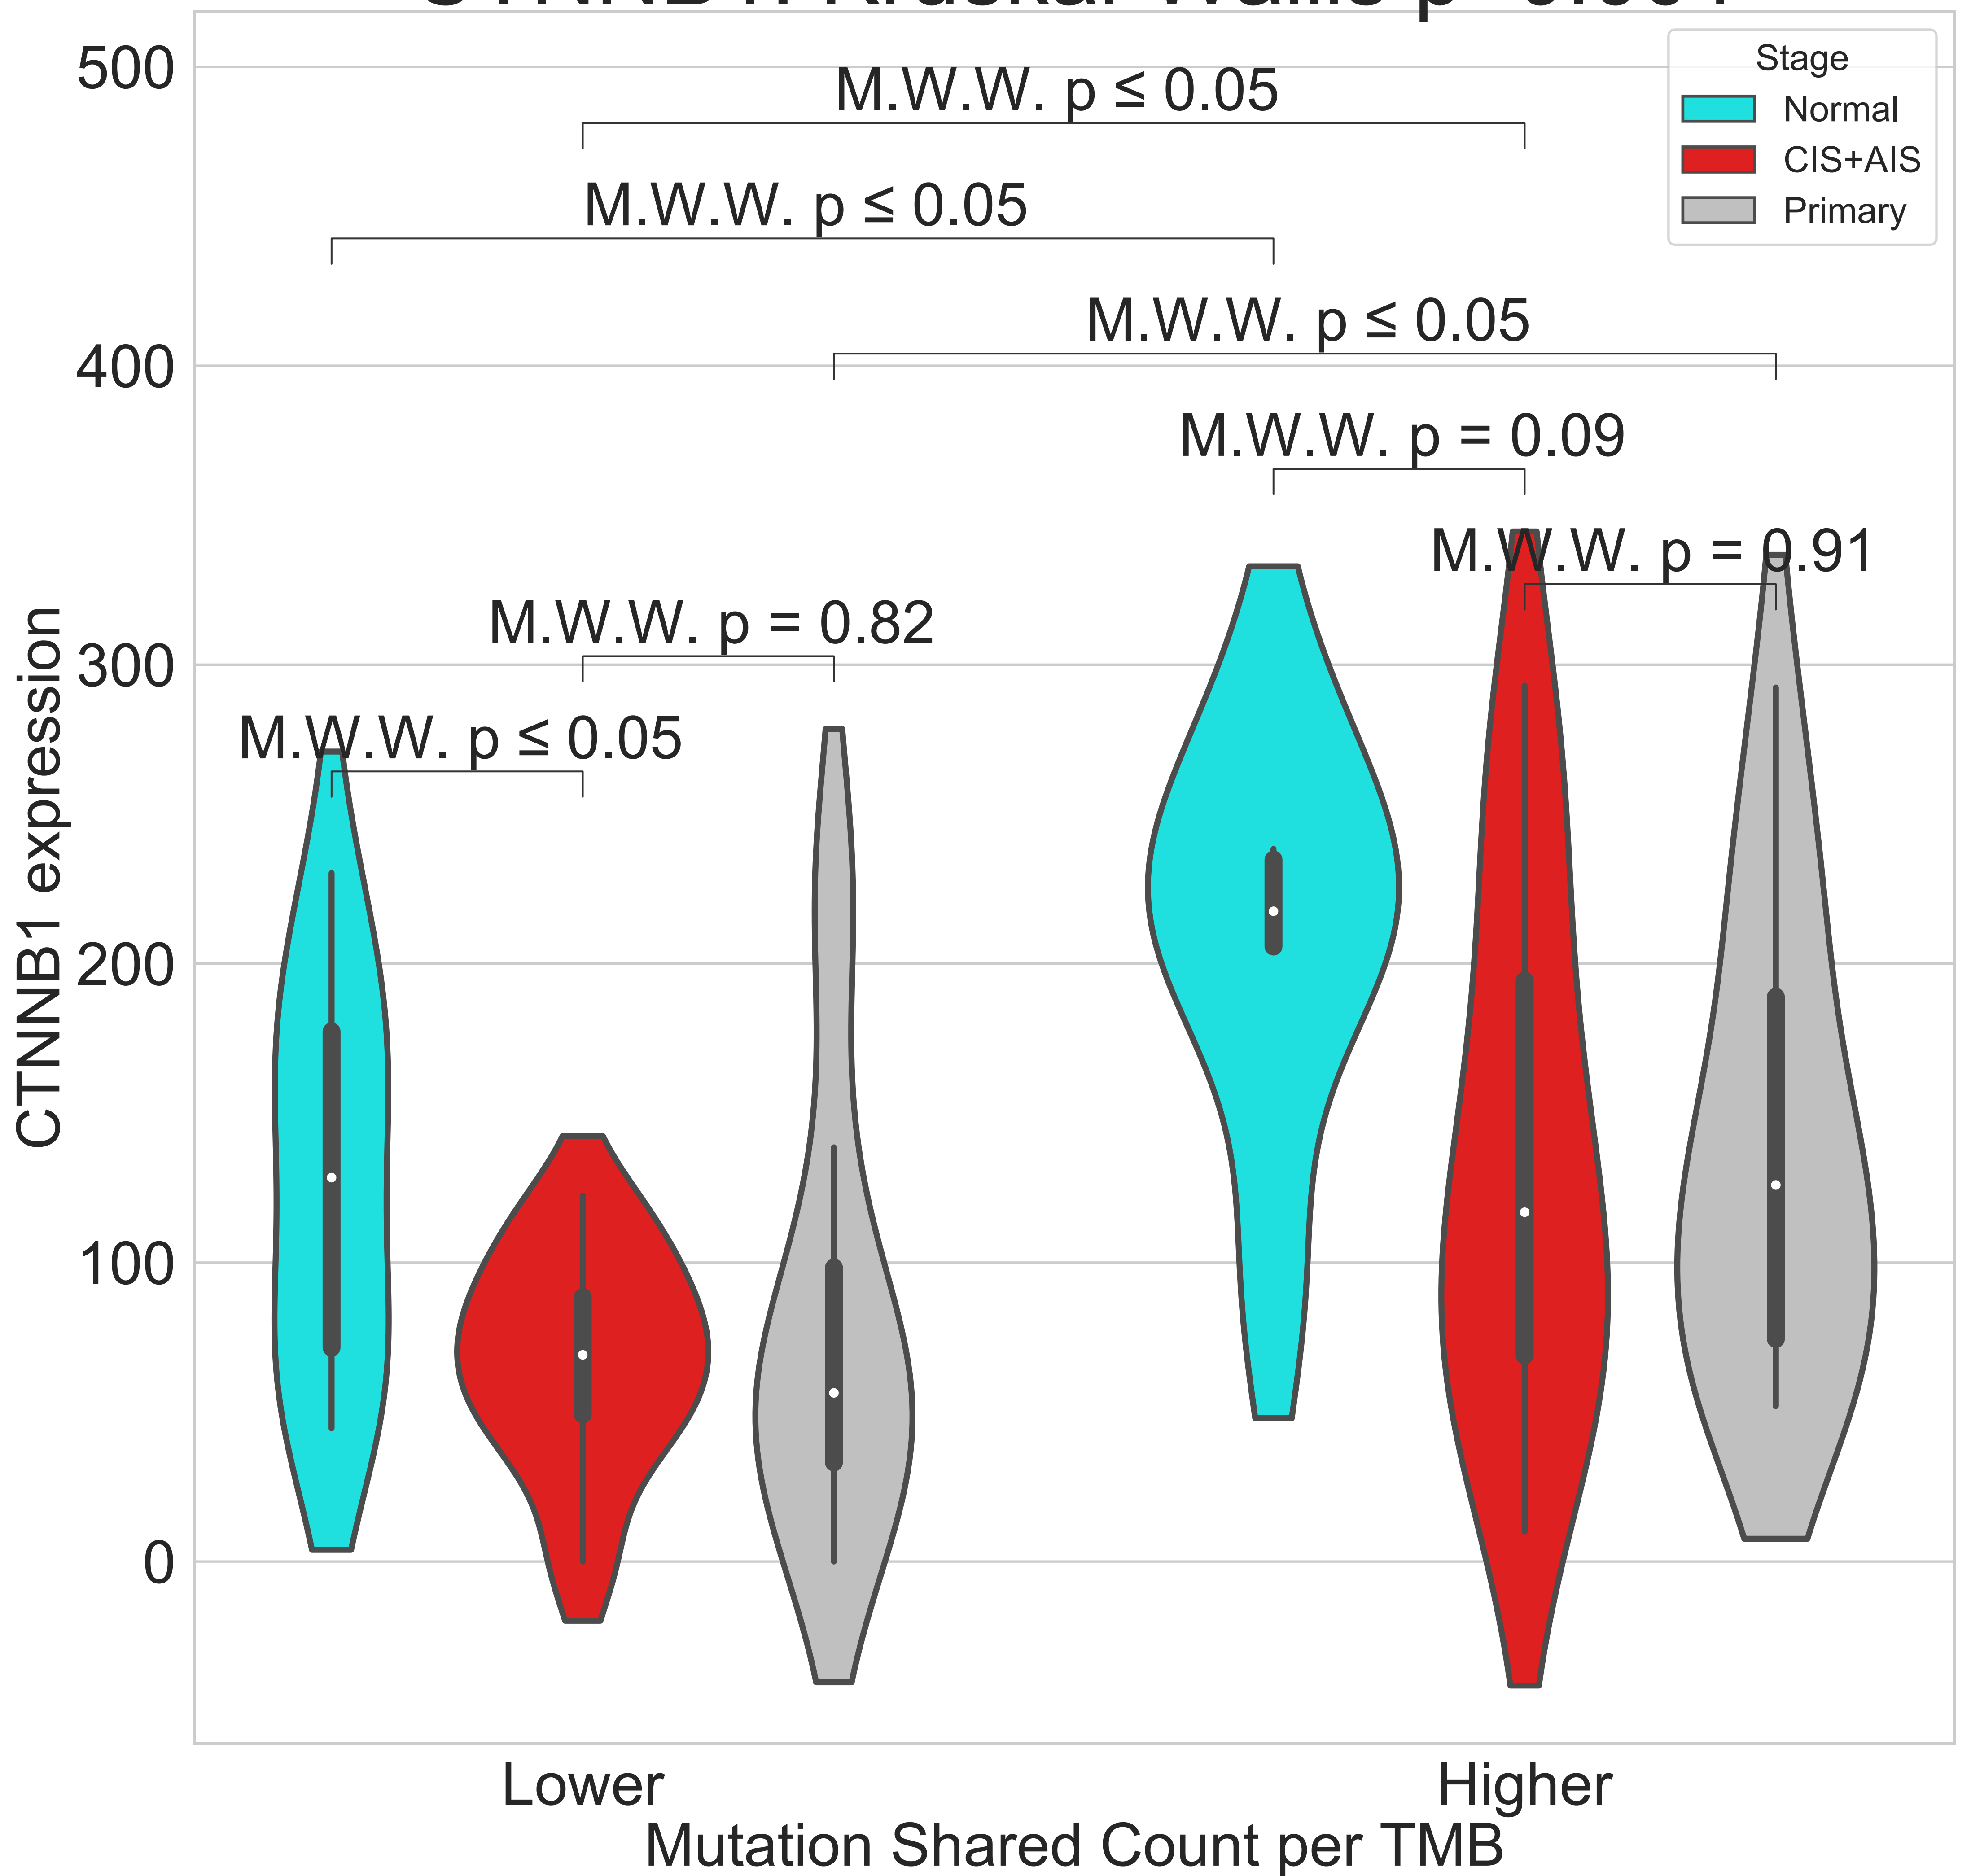 500
400
300
200
100
0
CTNNB1 expression
M.W.W. p ≤ 0.05
M.W.W. p ≤ 0.05
M.W.W. p ≤ 0.05
M.W.W. p = 0.09
M.W.W. p = 0.91
M.W.W. p = 0.82
M.W.W. p ≤ 0.05
Stage
Normal
CIS+AIS
Primary
Lower
Higher
Mutation Shared Count per TMB